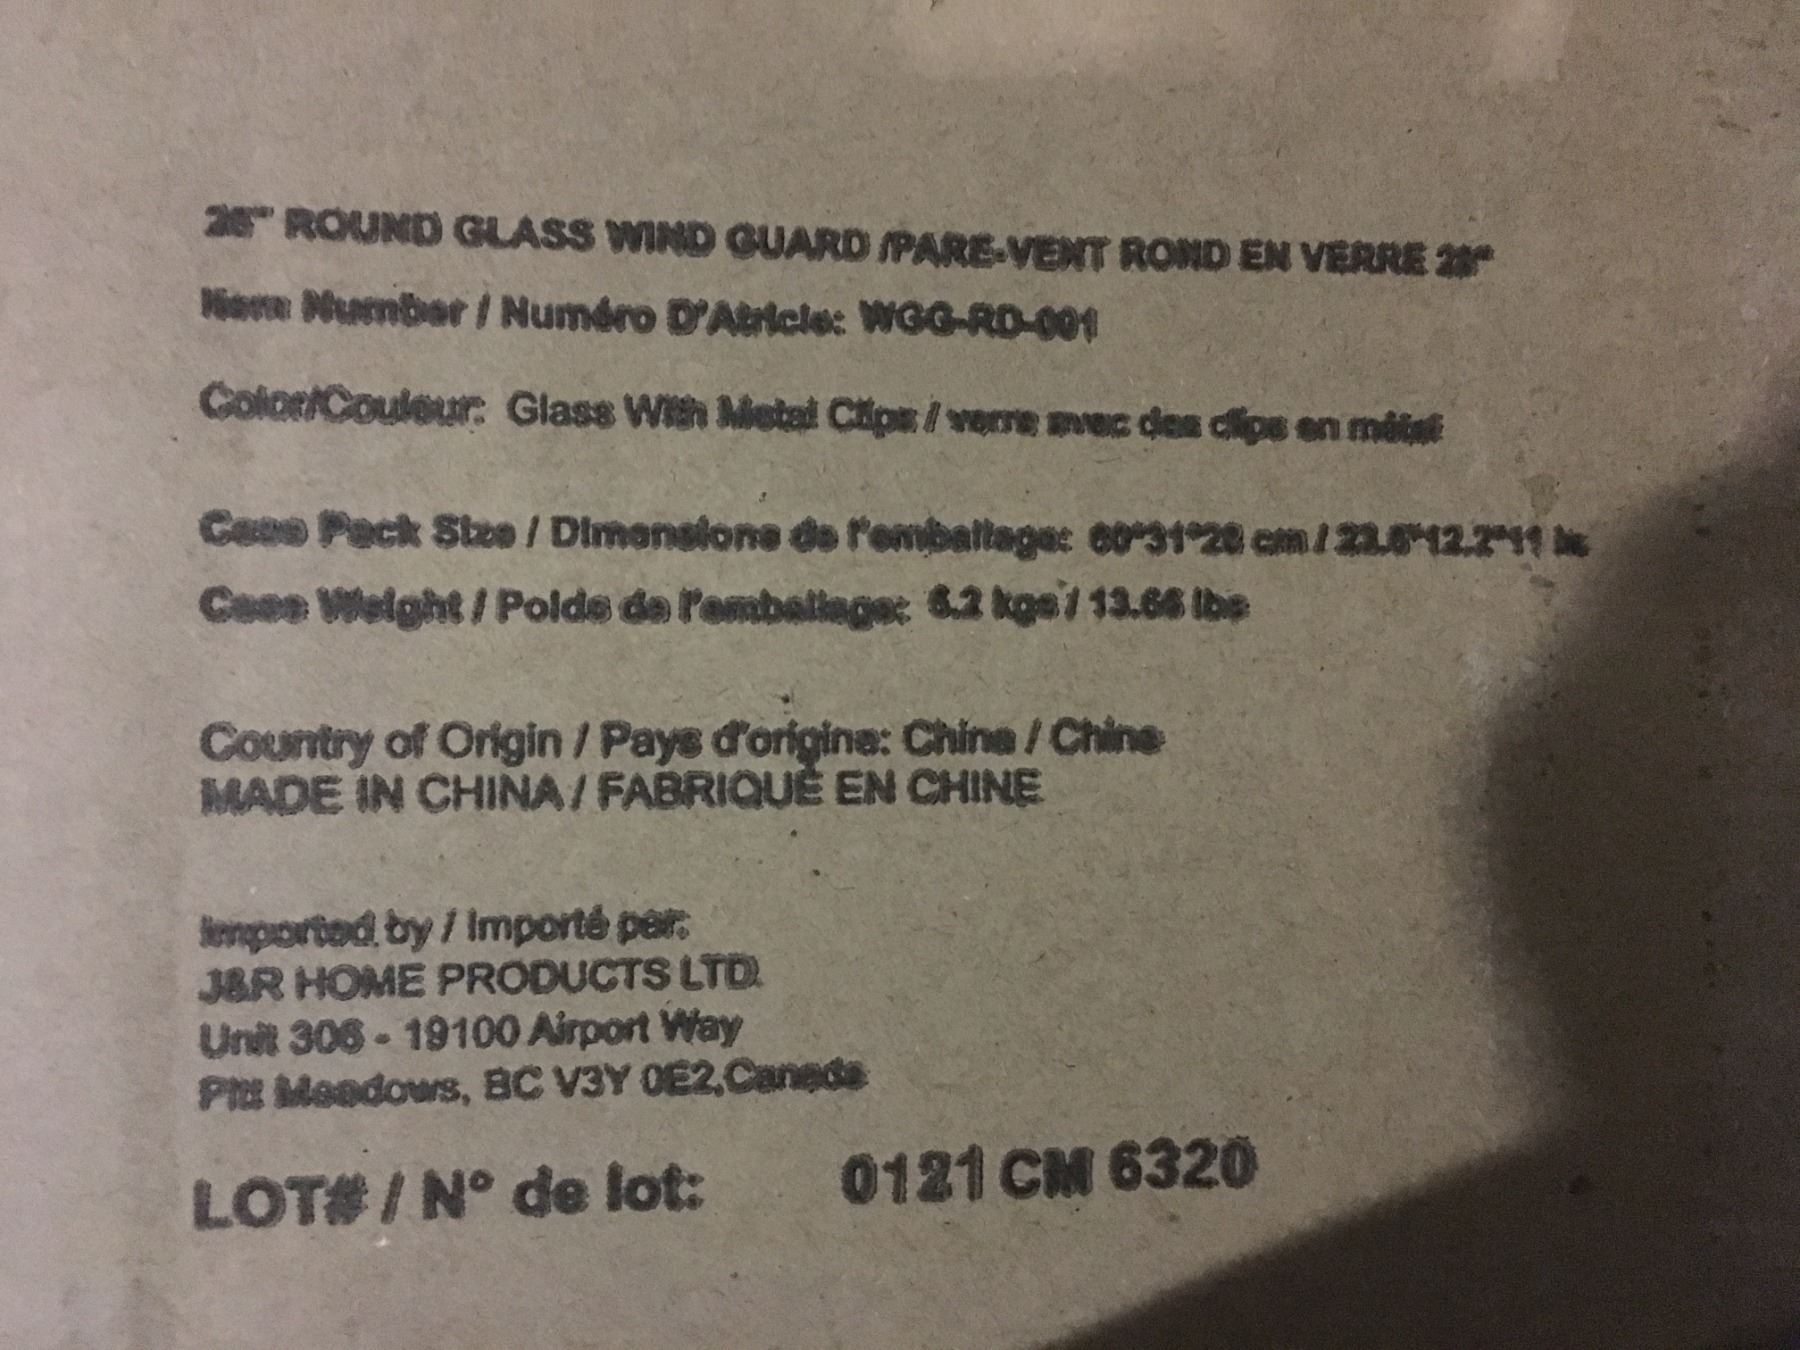 ROUND GLASS WIND GUARD /PARE-VENT ROND EN VERRE
Item Number / Numéro D'Atricle: WGG-RD-001
Color/Couleur: Glass With Metal Clips / verre avec des clips en métal
Case Pack Size / Dimensions de l'emballage: 60*31*28 cm / 23.6*12.2*11 in
Case Weight / Poids de l'emballage: 6.2 kgs / 13.66 lbs
Country of Origin / Pays d'origine: China / Chine
MADE IN CHINA / FABRIQUÉ EN CHINE
Imported by / Importé par:
J&R HOME PRODUCTS LTD.
Unit 306 - 19100 Airport Way
Pitt Meadows, BC V3Y 0E2,Canada
LOT# / N° de lot: 0121 CM 6320